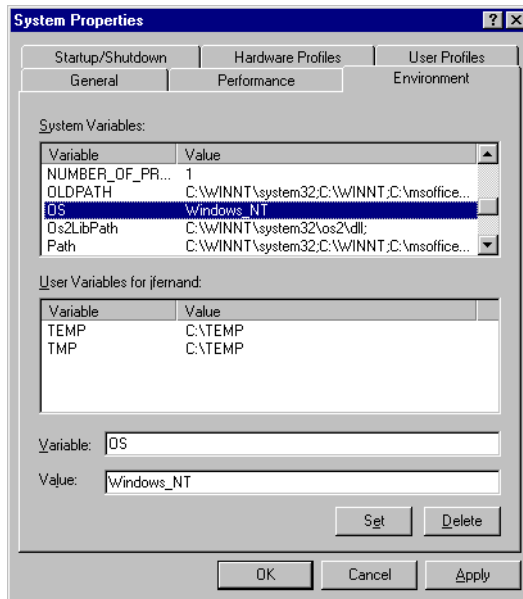 System Properties
Startup/Shutdown Hardware Profiles User Profiles
General Performance Environment
System Variables:
Variable Value
NUMBER_OF_PR... 1
OLDPATH C:\WINNT\system32;C:\WINNT;C:\msoffice...
OS Windows_NT
Os2LibPath C:\WINNT\system32\os2\dll;
Path C:\WINNT\system32;C:\WINNT;C:\msoffice...
User Variables for jfernand:
Variable Value
TEMP C:\TEMP
TMP C:\TEMP
Variable: OS
Value: Windows_NT
Set Delete
OK Cancel Apply